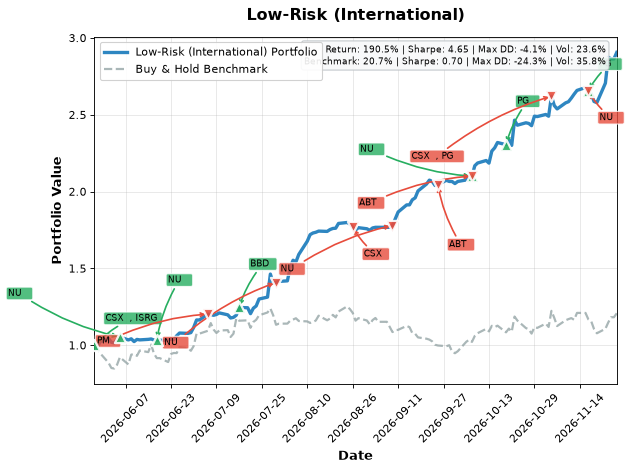 Low-Risk (International)
Low-Risk (International) Portfolio
Buy & Hold Benchmark
Return: 190.5% | Sharpe: 4.65 | Max DD: -4.1% | Vol: 23.6%
Benchmark: 20.7% | Sharpe: 0.70 | Max DD: -24.3% | Vol: 35.8%
3.0
2.5
2.0
1.5
1.0
Portfolio Value
NU
PM
CSX , ISRG
NU
NU
BBD
NU
CSX
ABT
NU
CSX , PG
ABT
PG
NU
2026-06-07
2026-06-23
2026-07-09
2026-07-25
2026-08-10
2026-08-26
2026-09-11
2026-09-27
2026-10-13
2026-10-29
2026-11-14
Date